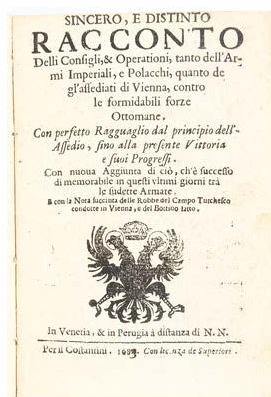 SINCERO, E DISTINTO
RACCONTO
Delli Consigli, & Operationi, tanto dell'Ar-
mi Imperiali, e Polacchi, quanto de
gl'assediati di Vienna, contro
le formidabili forze
Ottomane,
Con perfetto Ragguaglio dal principio dell'-
Assedio, sino alla presente Vittoria
e suoi Progressi.
Con nuoua Aggiunta di ciò, ch'è successo
di memorabile in questi vltimi giorni trà
le sudette Armate.
E con la Nota succinta delle Robbe del Campo Turchesco
condotte in Vienna, e del Bottino fatto,
In Venetia, & in Perugia à distanza di N. N.
Per il Costantini. 1683. Con licenza de Superiori.